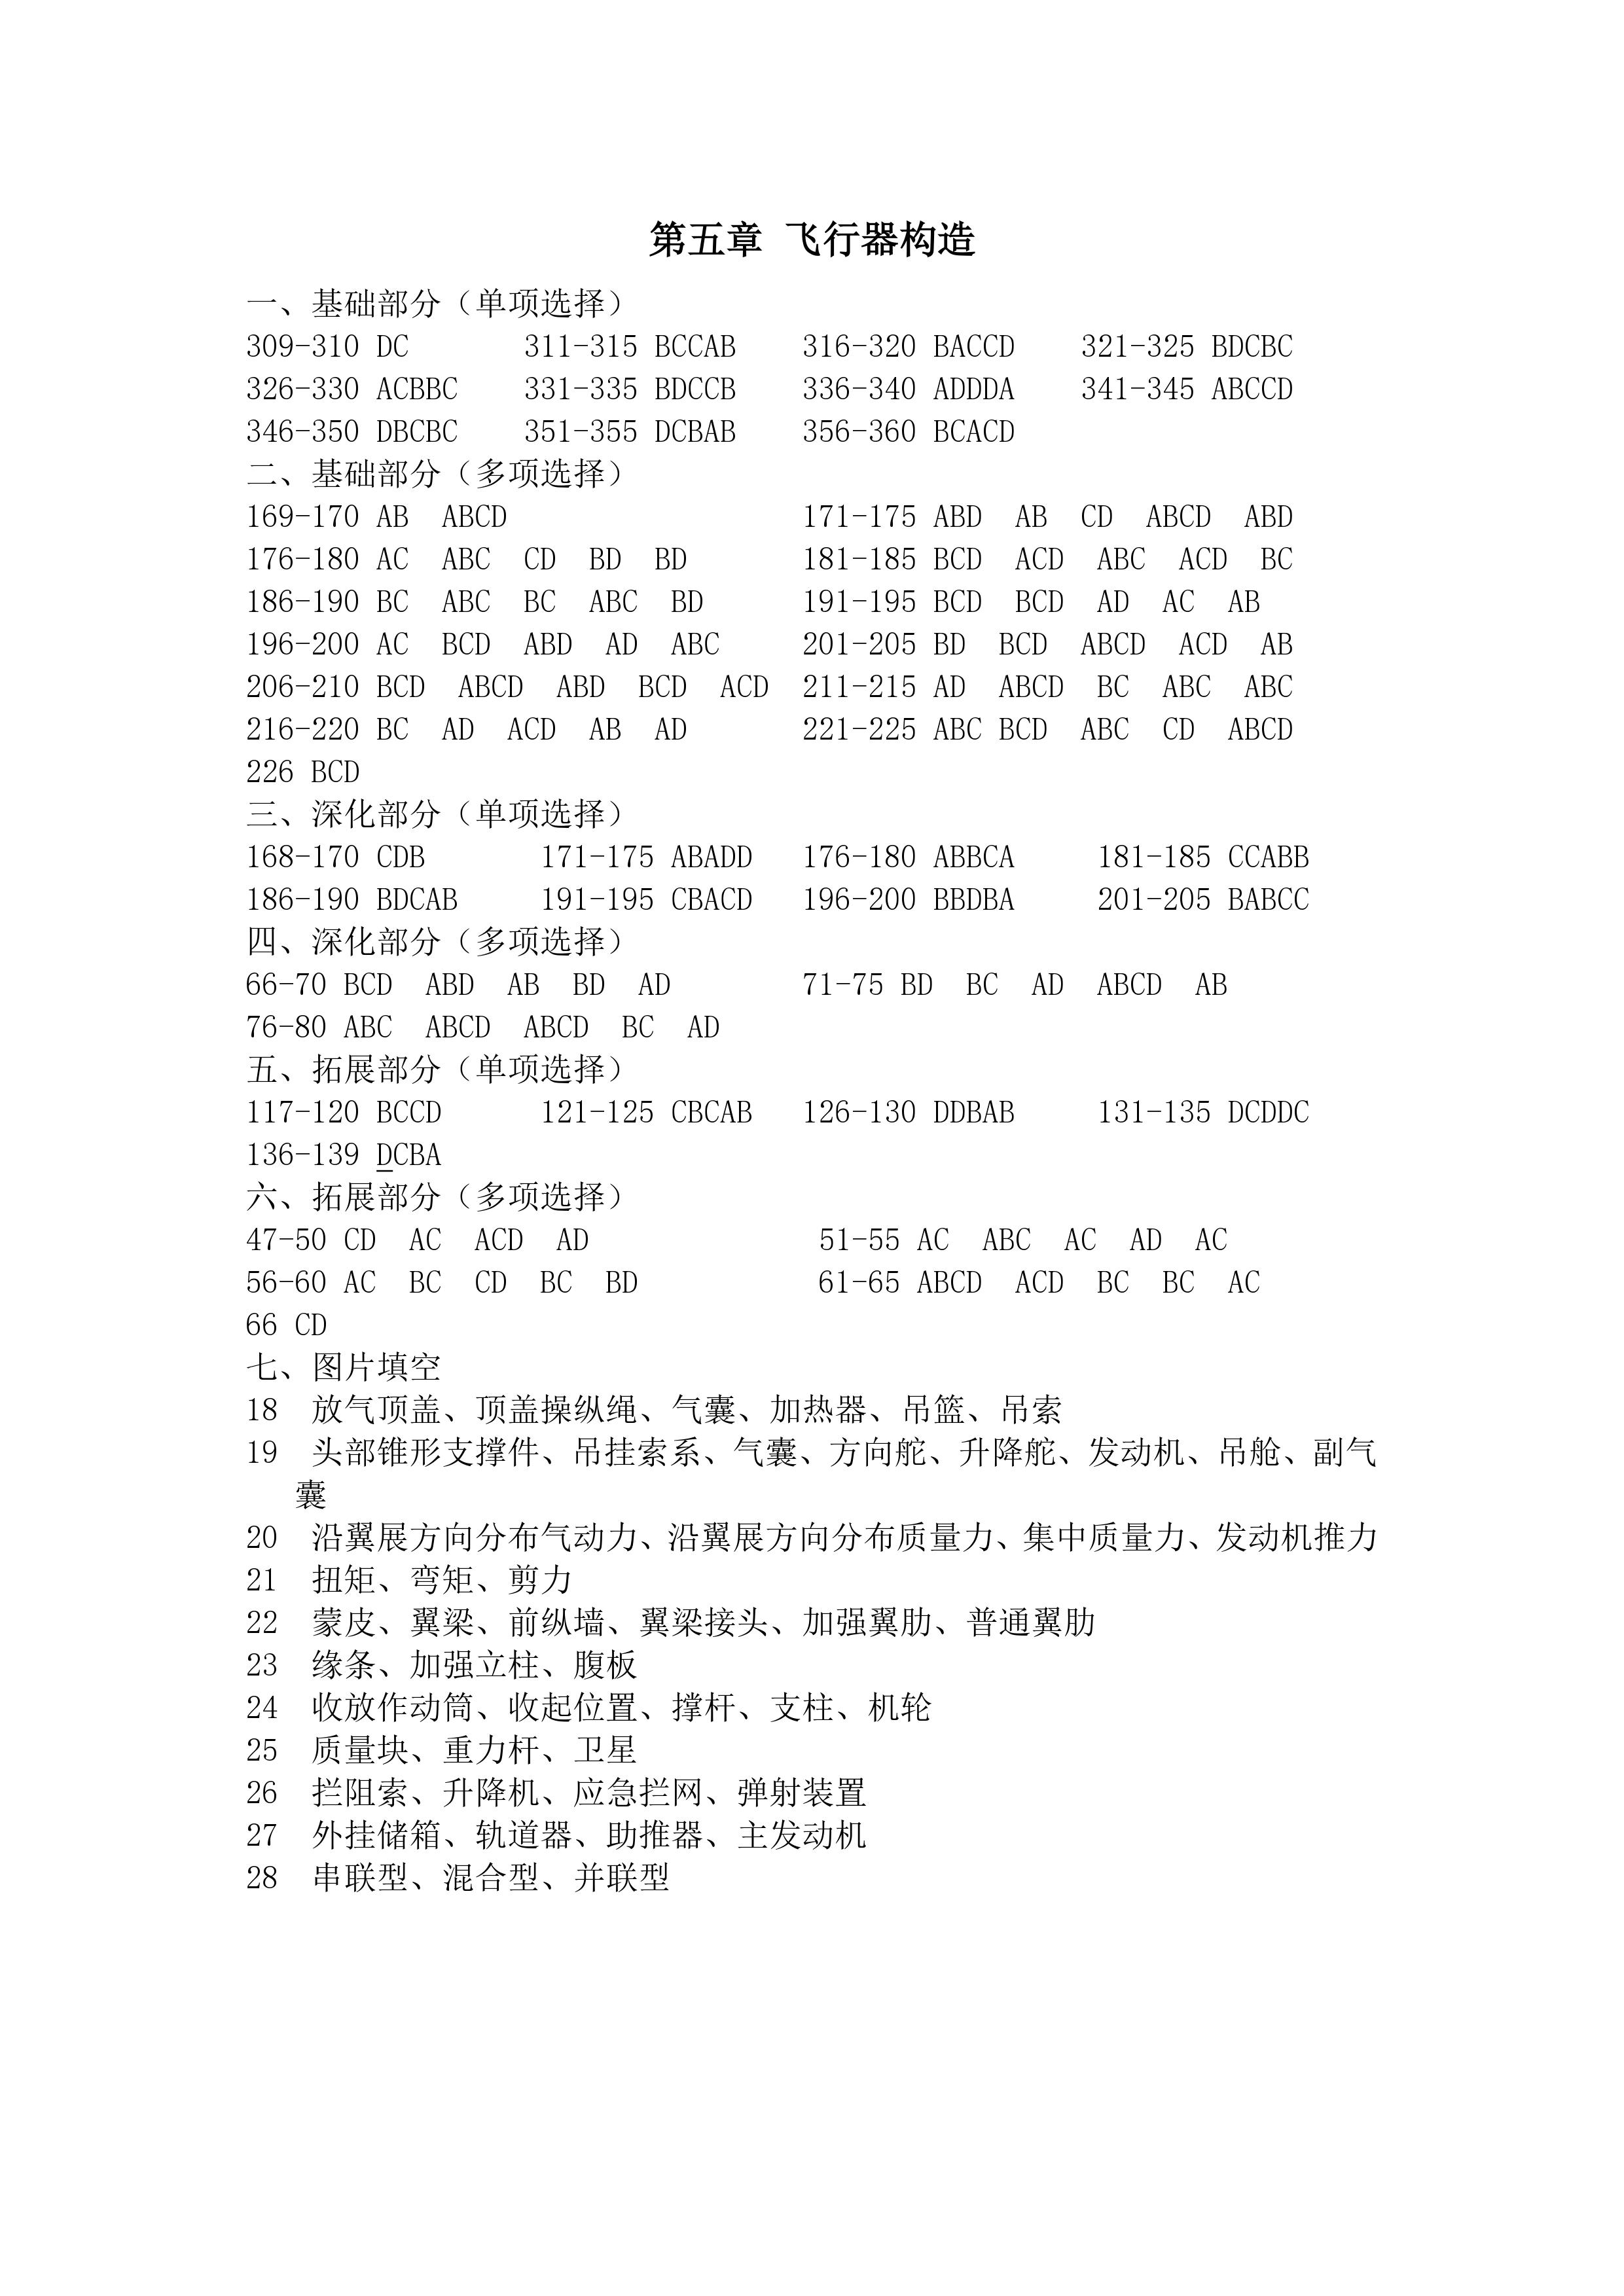 第五章 飞行器构造
一、基础部分（单项选择）
309-310 DC 311-315 BCCAB 316-320 BACCD 321-325 BDCBC
326-330 ACBBC 331-335 BDCCB 336-340 ADDDA 341-345 ABCCD
346-350 DBCBC 351-355 DCBAB 356-360 BCACD
二、基础部分（多项选择）
169-170 AB ABCD 171-175 ABD AB CD ABCD ABD
176-180 AC ABC CD BD BD 181-185 BCD ACD ABC ACD BC
186-190 BC ABC BC ABC BD 191-195 BCD BCD AD AC AB
196-200 AC BCD ABD AD ABC 201-205 BD BCD ABCD ACD AB
206-210 BCD ABCD ABD BCD ACD 211-215 AD ABCD BC ABC ABC
216-220 BC AD ACD AB AD 221-225 ABC BCD ABC CD ABCD
226 BCD
三、深化部分（单项选择）
168-170 CDB 171-175 ABADD 176-180 ABBCA 181-185 CCABB
186-190 BDCAB 191-195 CBACD 196-200 BBDBA 201-205 BABCC
四、深化部分（多项选择）
66-70 BCD ABD AB BD AD 71-75 BD BC AD ABCD AB
76-80 ABC ABCD ABCD BC AD
五、拓展部分（单项选择）
117-120 BCCD 121-125 CBCAB 126-130 DDBAB 131-135 DCDDC
136-139 DCBA
六、拓展部分（多项选择）
47-50 CD AC ACD AD 51-55 AC ABC AC AD AC
56-60 AC BC CD BC BD 61-65 ABCD ACD BC BC AC
66 CD
七、图片填空
18 放气顶盖、顶盖操纵绳、气囊、加热器、吊篮、吊索
19 头部锥形支撑件、吊挂索系、气囊、方向舵、升降舵、发动机、吊舱、副气
囊
20 沿翼展方向分布气动力、沿翼展方向分布质量力、集中质量力、发动机推力
21 扭矩、弯矩、剪力
22 蒙皮、翼梁、前纵墙、翼梁接头、加强翼肋、普通翼肋
23 缘条、加强立柱、腹板
24 收放作动筒、收起位置、撑杆、支柱、机轮
25 质量块、重力杆、卫星
26 拦阻索、升降机、应急拦网、弹射装置
27 外挂储箱、轨道器、助推器、主发动机
28 串联型、混合型、并联型